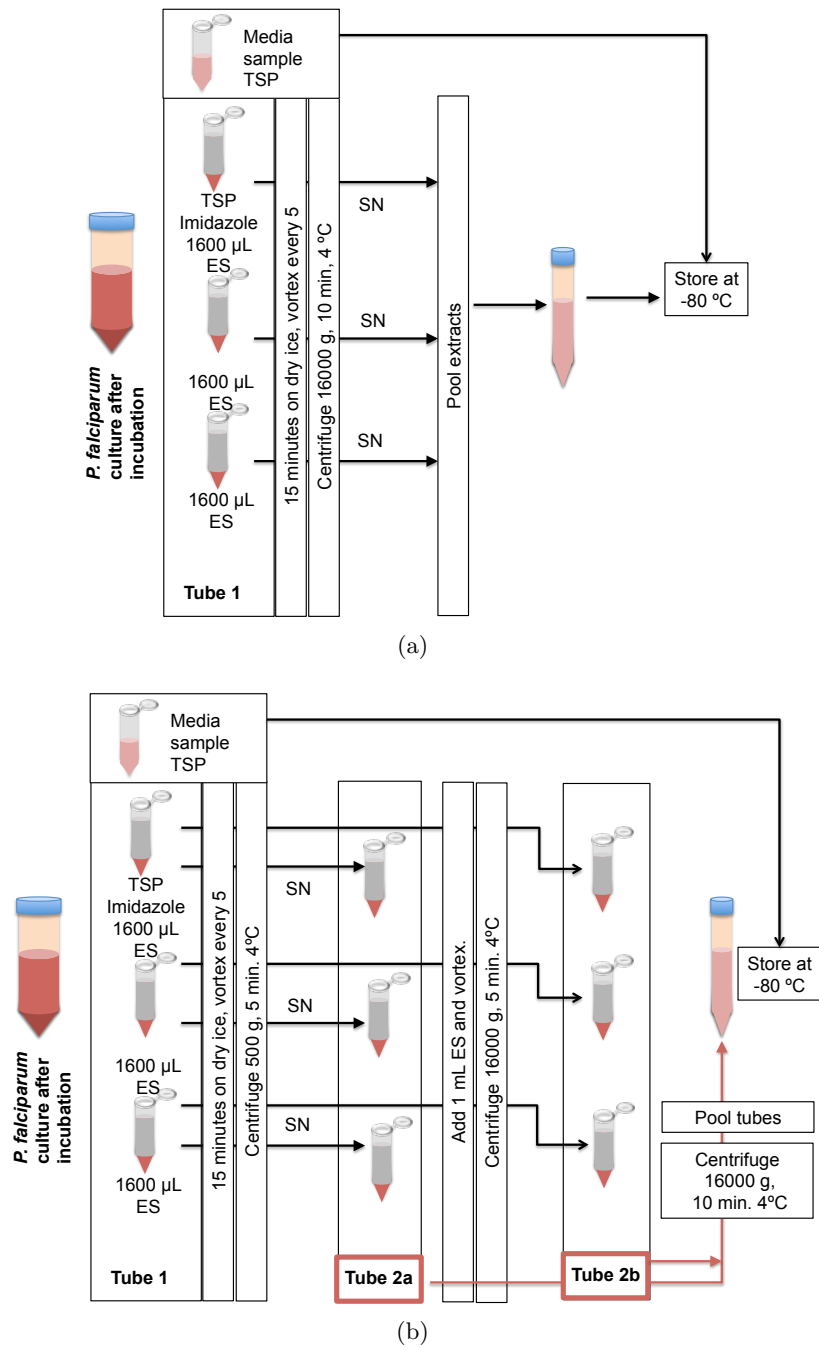 Media
sample
TSP
TSP
Imidazole
1600 µL
ES
1600 µL
ES
1600 µL
ES
Tube 1
P. falciparum
culture after
incubation
15 minutes on dry ice, vortex every 5
Centrifuge 16000 g, 10 min, 4 ºC
SN
SN
SN
Pool extracts
Store at
-80 ºC
(a)
Media
sample
TSP
TSP
Imidazole
1600 µL
ES
1600 µL
ES
1600 µL
ES
Tube 1
P. falciparum
culture after
incubation
15 minutes on dry ice, vortex every 5
Centrifuge 500 g, 5 min. 4ºC
SN
SN
SN
Tube 2a
Add 1 mL ES and vortex.
Centrifuge 16000 g, 5 min. 4ºC
Tube 2b
Store at
-80 ºC
Pool tubes
Centrifuge
16000 g,
10 min. 4ºC
(b)